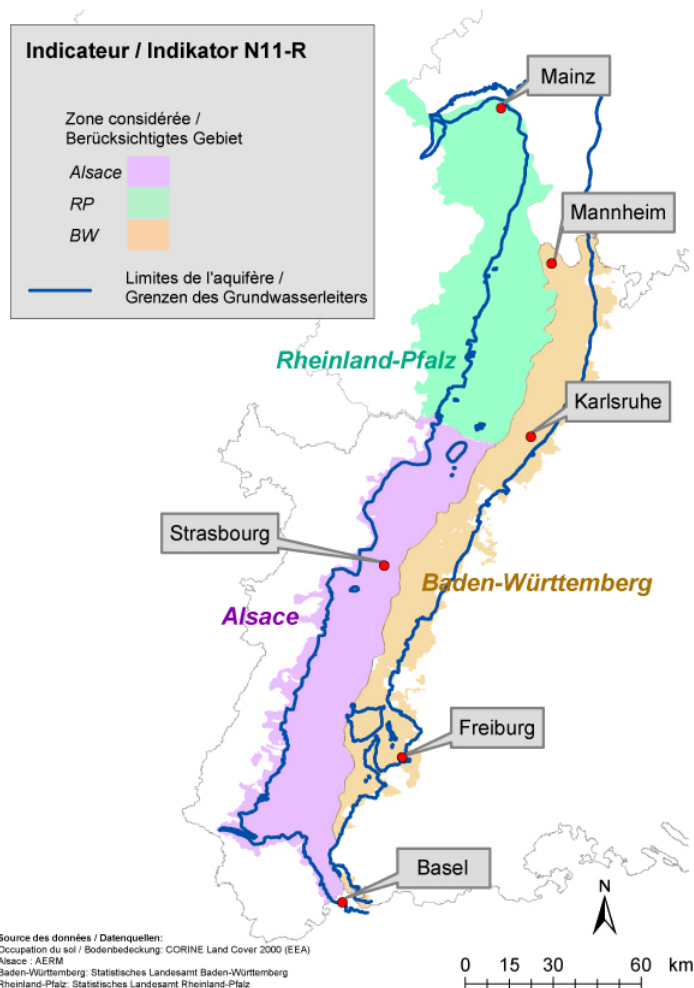 Indicateur / Indikator N11-R
Zone considérée /
Berücksichtigtes Gebiet
Alsace
RP
BW
Limites de l'aquifère /
Grenzen des Grundwasserleiters
Mainz
Mannheim
Rheinland-Pfalz
Karlsruhe
Strasbourg
Baden-Württemberg
Alsace
Freiburg
Basel
N
0 15 30 60 km
Source des données / Datenquellen:
Occupation du sol / Bodenbedeckung: CORINE Land Cover 2000 (EEA)
Alsace : AERM
Baden-Württemberg: Statistisches Landesamt Baden-Württemberg
Rheinland-Pfalz: Statistisches Landesamt Rheinland-Pfalz